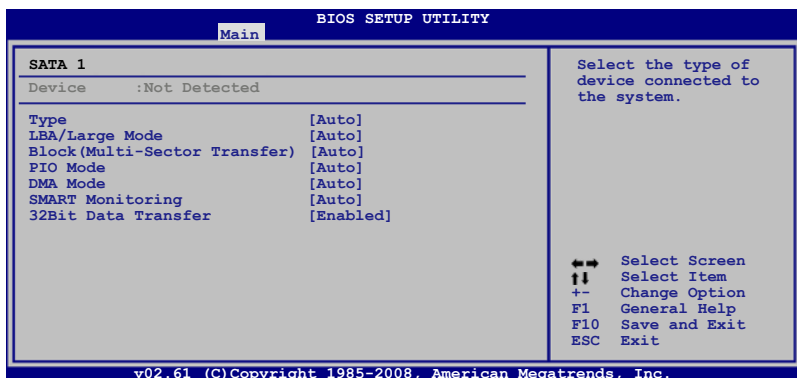 BIOS SETUP UTILITY
Main
SATA 1
Device :Not Detected
Type [Auto]
LBA/Large Mode [Auto]
Block(Multi-Sector Transfer) [Auto]
PIO Mode [Auto]
DMA Mode [Auto]
SMART Monitoring [Auto]
32Bit Data Transfer [Enabled]
Select the type of
device connected to
the system.
←→ Select Screen
↑↓ Select Item
+- Change Option
F1 General Help
F10 Save and Exit
ESC Exit
v02.61 (C)Copyright 1985-2008, American Megatrends, Inc.